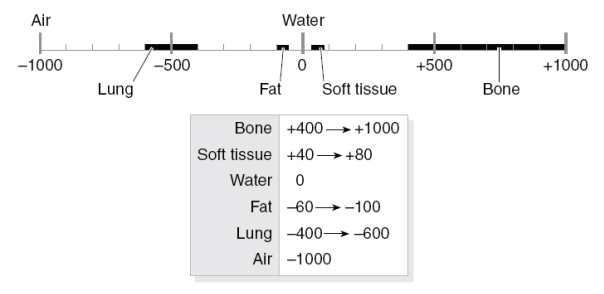 Air Water
–1000 –500 0 +500 +1000
Lung Fat Soft tissue Bone
Bone +400 → +1000
Soft tissue +40 → +80
Water 0
Fat –60 → –100
Lung –400 → –600
Air –1000